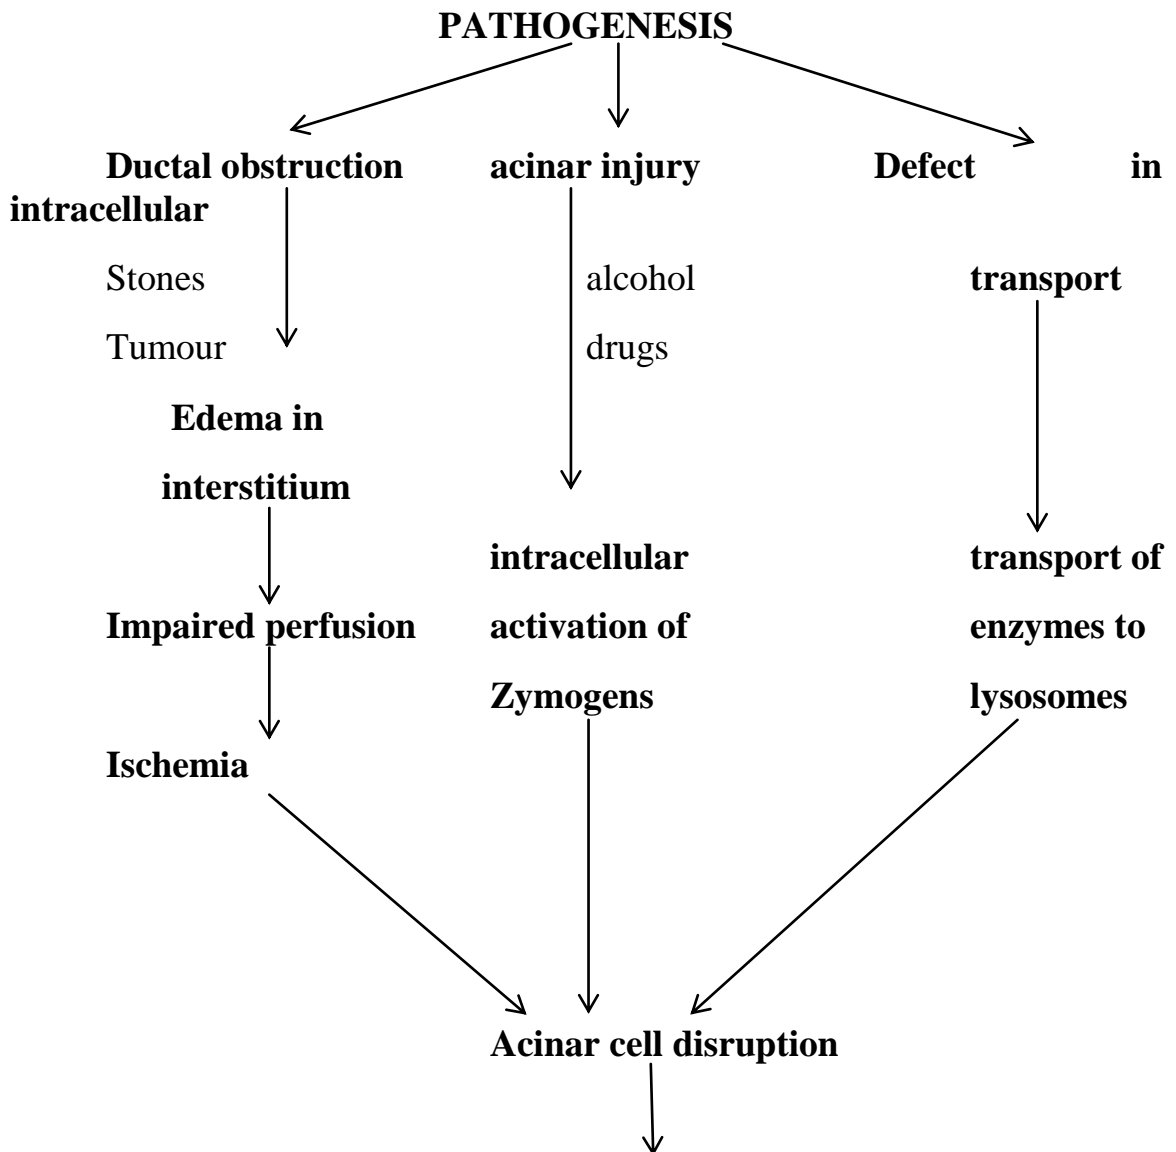 PATHOGENESIS
Ductal obstruction acinar injury Defect in
intracellular
Stones alcohol transport
Tumour drugs
Edema in
interstitium
intracellular transport of
Impaired perfusion activation of enzymes to
Zymogens lysosomes
Ischemia
Acinar cell disruption